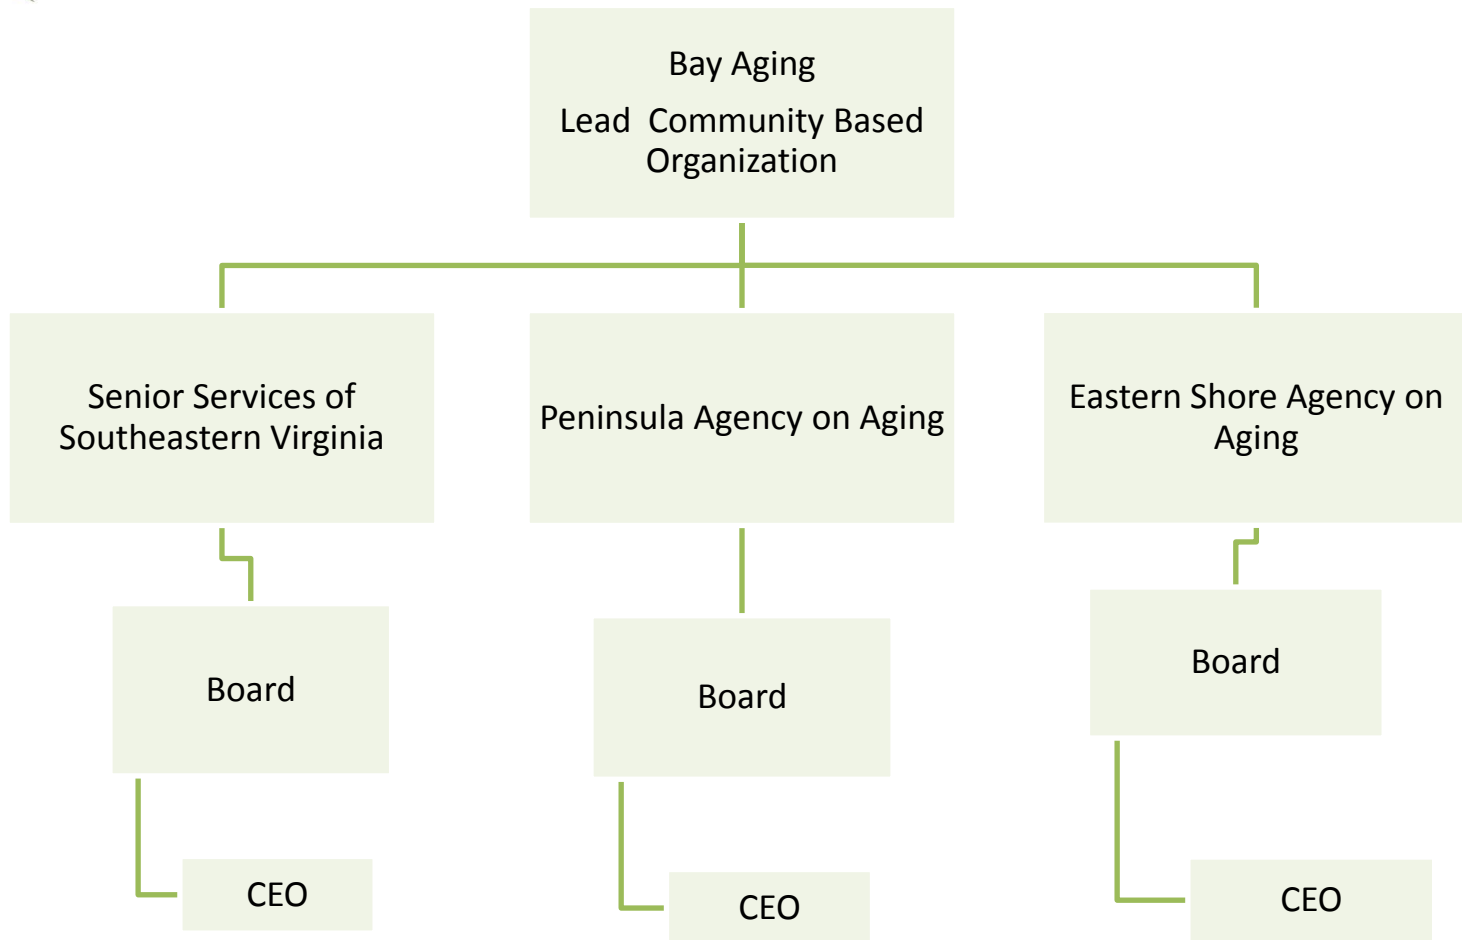 Bay Aging
Lead Community Based
Organization
Senior Services of
Southeastern Virginia
Peninsula Agency on Aging
Eastern Shore Agency on
Aging
Board
Board
Board
CEO
CEO
CEO